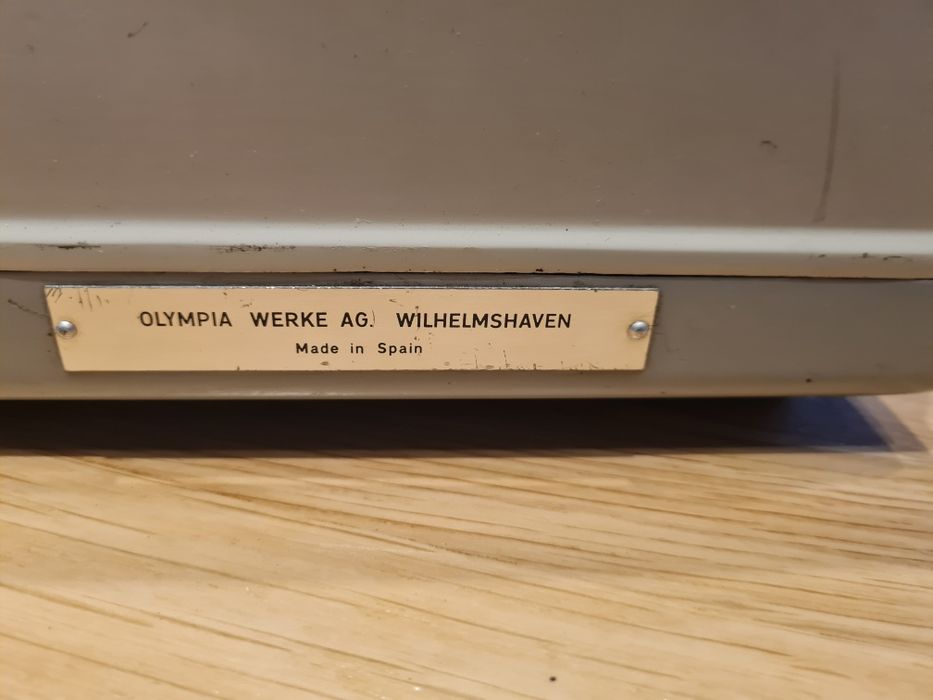 OLYMPIA WERKE AG. WILHELMSHAVEN
Made in Spain